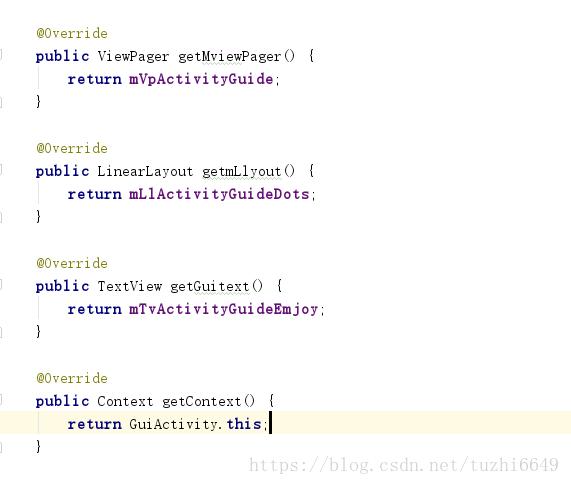 @Override
public ViewPager getMviewPager() {
return mVpActivityGuide;
}
@Override
public LinearLayout getmLlyout() {
return mLlActivityGuideDots;
}
@Override
public TextView getGuitext() {
return mTvActivityGuideEmjoy;
}
@Override
public Context getContext() {
return GuiActivity.this;
}
https://blog.csdn.net/tuzhi6649